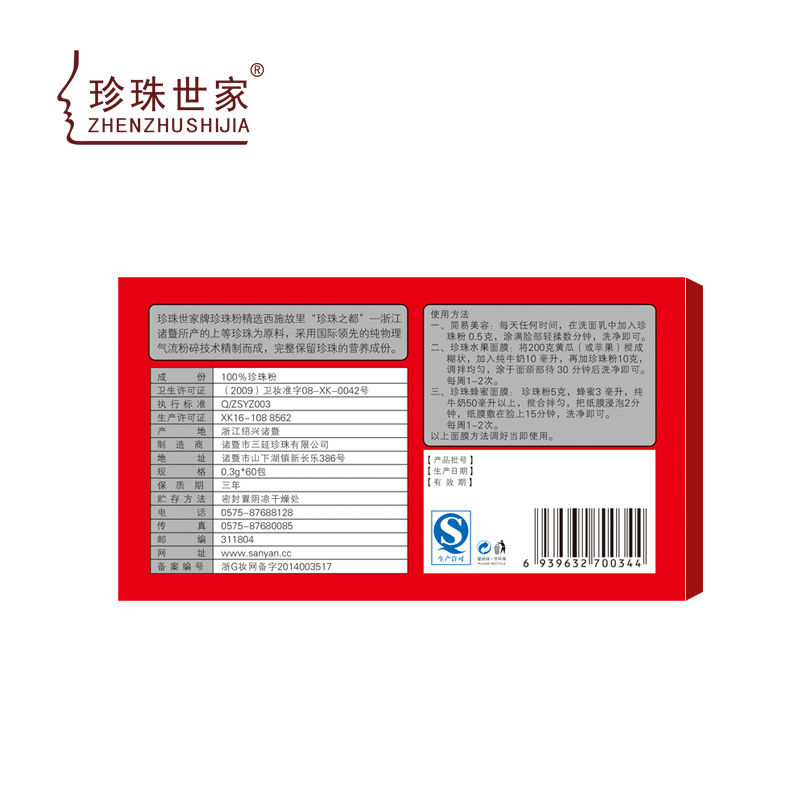 珍珠世家®
ZHENZHUSHIJIA
珍珠世家牌珍珠粉精选西施故里“珍珠之都”—浙江
诸暨所产的上等珍珠为原料，采用国际领先的纯物理
气流粉碎技术精制而成，完整保留珍珠的营养成份。
成份 100%珍珠粉
卫生许可证 （2009）卫妆准字08-XK-0042号
执行标准 Q/ZSYZ003
生产许可证 XK16-108 8562
产地 浙江绍兴诸暨
制造商 诸暨市三延珍珠有限公司
地址 诸暨市山下湖镇新长乐386号
规格 0.3g*60包
保质期 三年
贮存方法 密封置阴凉干燥处
电话 0575-87688128
传真 0575-87680085
邮编 311804
网址 www.sanyan.cc
备案编号 浙G妆网备字2014003517
使用方法
一、简易美容：每天任何时间，在洗面乳中加入珍
珠粉 0.5克，涂满脸部轻揉数分钟，洗净即可。
二、珍珠水果面膜：将200克黄瓜（或苹果）搅成
糊状，加入纯牛奶10 毫升，再加珍珠粉10克，
调拌均匀，涂于面颈部待 30 分钟后洗净即可。
每周1-2次。
三、珍珠蜂蜜面膜： 珍珠粉5克，蜂蜜3 毫升，纯
牛奶50毫升以上，搅合拌匀，把纸膜浸泡2分
钟，纸膜敷在脸上15分钟，洗净即可。
每周1-2次。
以上面膜方法调好当即使用。
【产品批号】
【生产日期】
【有效期】
QS
生产许可
PLEASE RECYCLE
6 939632 700344